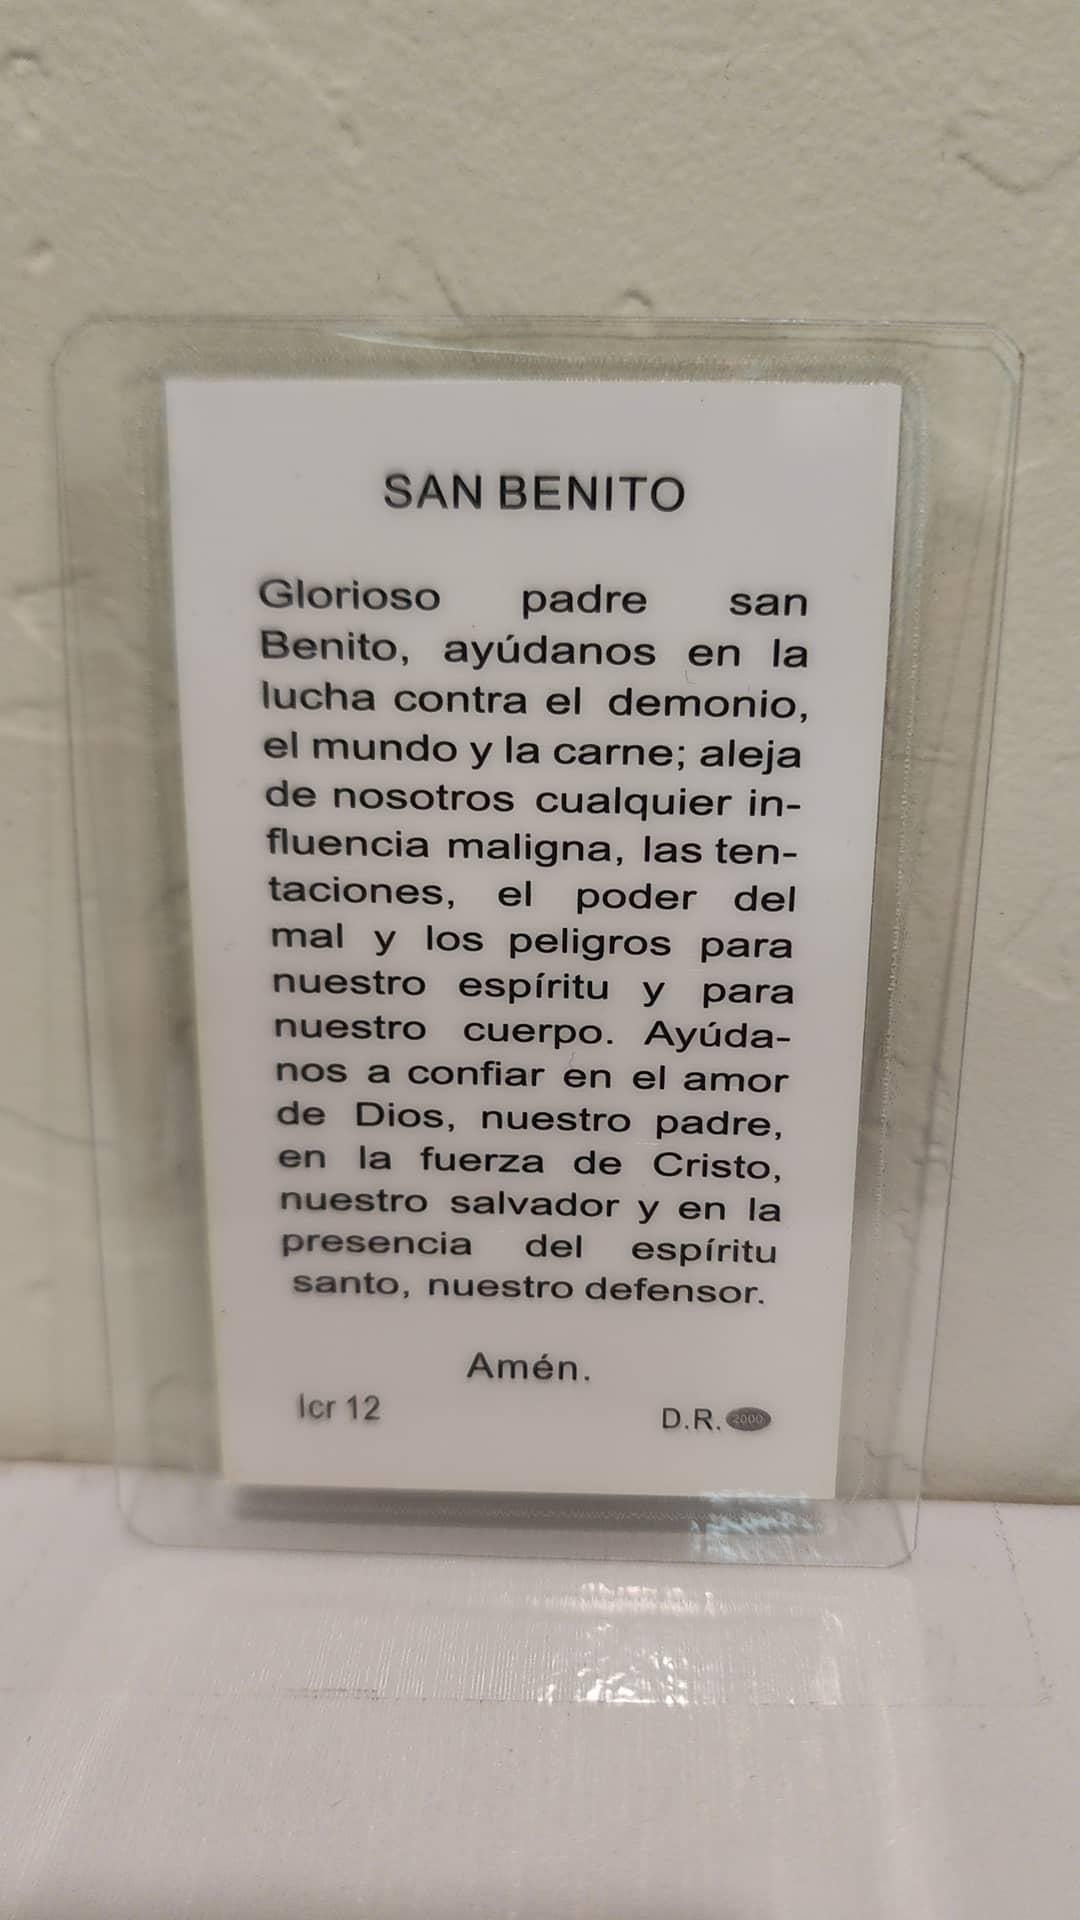 SAN BENITO
Glorioso padre san
Benito, ayúdanos en la
lucha contra el demonio,
el mundo y la carne; aleja
de nosotros cualquier in-
fluencia maligna, las ten-
taciones, el poder del
mal y los peligros para
nuestro espíritu y para
nuestro cuerpo. Ayúda-
nos a confiar en el amor
de Dios, nuestro padre,
en la fuerza de Cristo,
nuestro salvador y en la
presencia del espíritu
santo, nuestro defensor.
Amén.
lcr 12
D.R. 2000